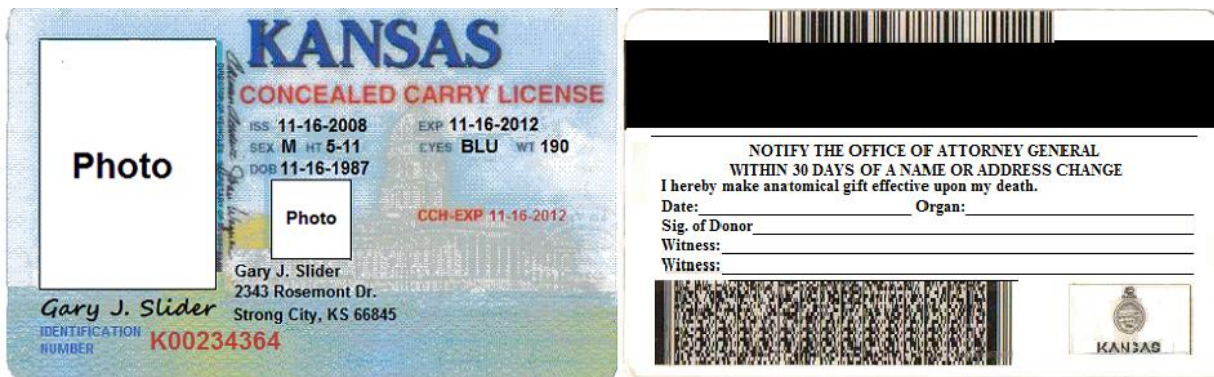 KANSAS
CONCEALED CARRY LICENSE
ISS 11-16-2008 EXP 11-16-2012
SEX M HT 5-11 EYES BLU WT 190
DOB 11-16-1987
Photo
Photo
CCH-EXP 11-16-2012
Gary J. Slider
2343 Rosemont Dr.
Strong City, KS 66845
Gary J. Slider
IDENTIFICATION
NUMBER K00234364
NOTIFY THE OFFICE OF ATTORNEY GENERAL
WITHIN 30 DAYS OF A NAME OR ADDRESS CHANGE
I hereby make anatomical gift effective upon my death.
Date: Organ:
Sig. of Donor
Witness:
Witness:
KANSAS